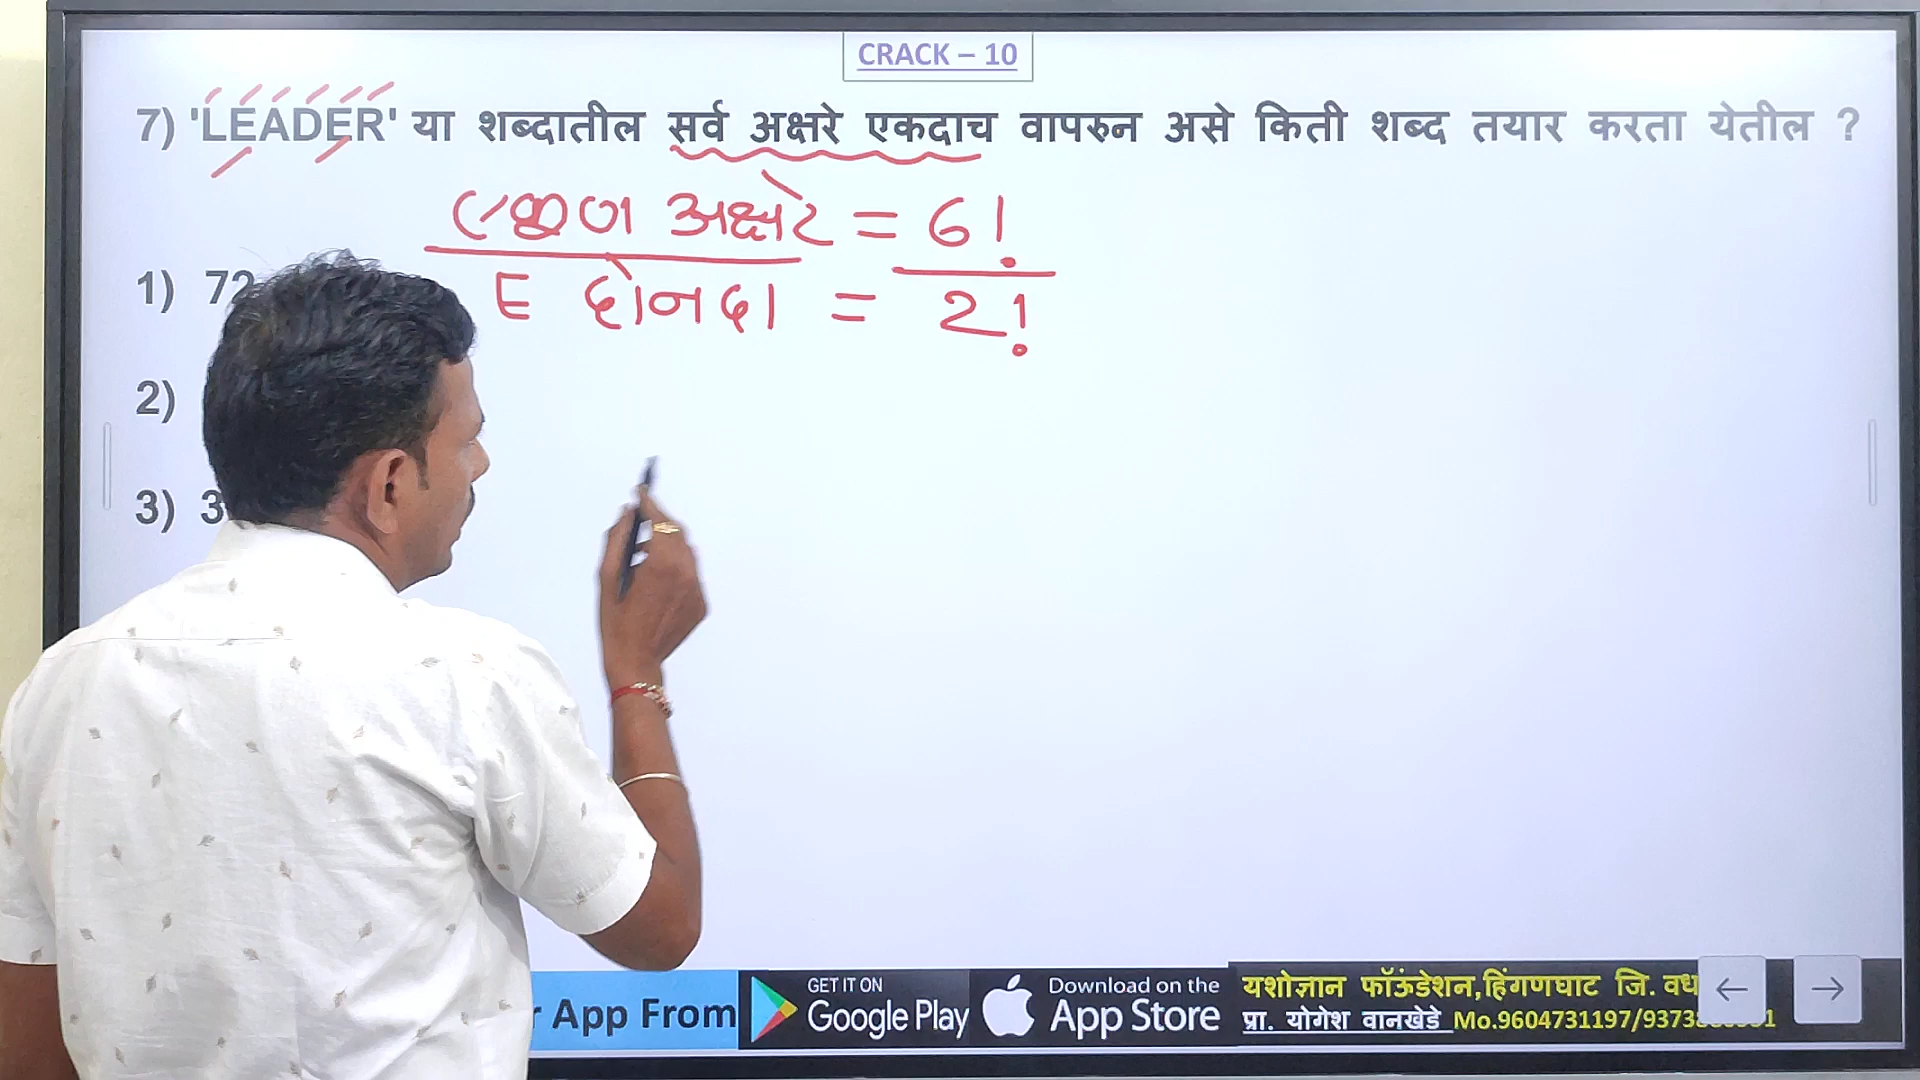 CRACK – 10
7) 'LEADER' या शब्दातील सर्व अक्षरे एकदाच वापरुन असे किती शब्द तयार करता येतील ?
एकूण अक्षरे = 6!
1) 72
E दोनदा = 2!
2)
3) 3
App From
GET IT ON
Google Play
Download on the
App Store
यशोज्ञान फॉऊंडेशन,हिंगणघाट जि. वर्धा
प्रा. योगेश वानखेडे Mo.9604731197/9373